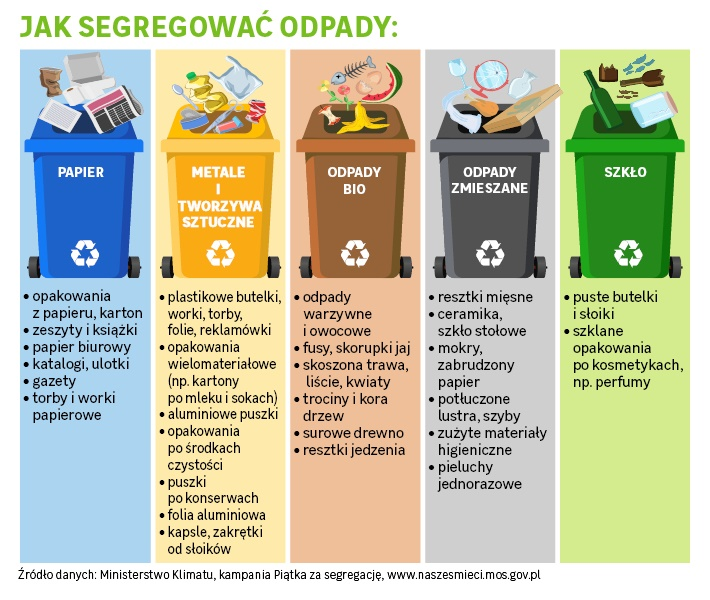 JAK SEGREGOWAĆ ODPADY:
PAPIER
• opakowania
z papieru, karton
• zeszyty i książki
• papier biurowy
• katalogi, ulotki
• gazety
• torby i worki
papierowe
METALE
I
TWORZYWA
SZTUCZNE
• plastikowe butelki,
worki, torby,
folie, reklamówki
• opakowania
wielomateriałowe
(np. kartony
po mleku i sokach)
• aluminiowe puszki
• opakowania
po środkach
czystości
• puszki
po konserwach
• folia aluminiowa
• kapsle, zakrętki
od słoików
ODPADY
BIO
• odpady
warzywne
i owocowe
• fusy, skorupki jaj
• skoszona trawa,
liście, kwiaty
• trociny i kora
drzew
• surowe drewno
• resztki jedzenia
ODPADY
ZMIESZANE
• resztki mięsne
• ceramika,
szkło stołowe
• mokry,
zabrudzony
papier
• potłuczone
lustra, szyby
• zużyte materiały
higieniczne
• pieluchy
jednorazowe
SZKŁO
• puste butelki
i słoiki
• szklane
opakowania
po kosmetykach,
np. perfumy
Źródło danych: Ministerstwo Klimatu, kampania Piątka za segregację, www.naszesmieci.mos.gov.pl